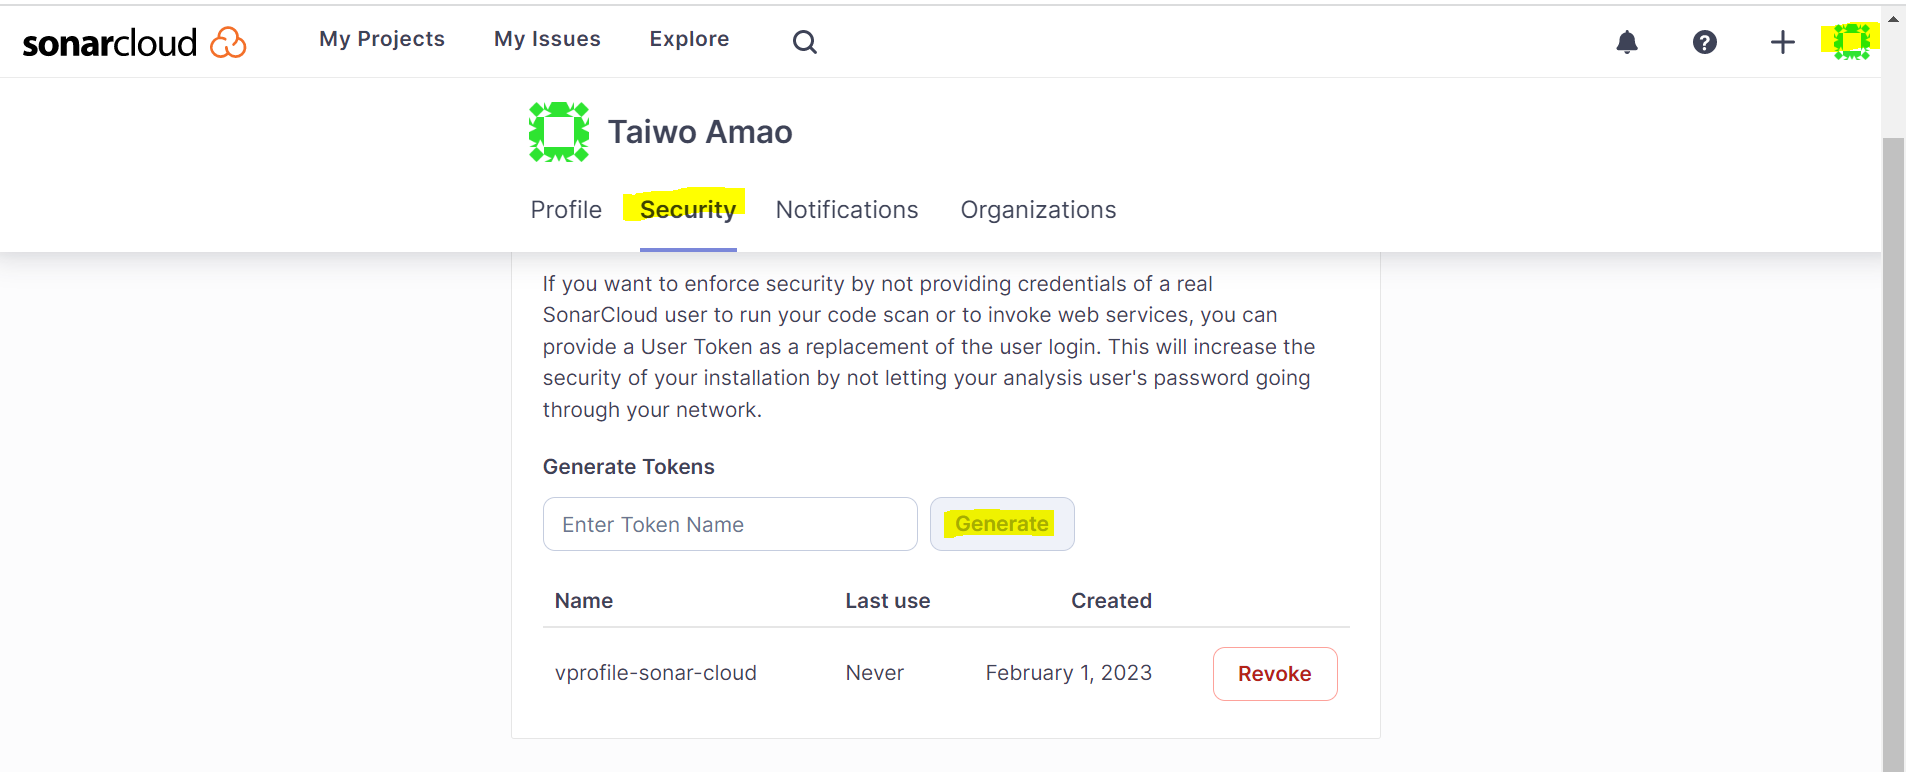 sonarcloud My Projects My Issues Explore
Taiwo Amao
Profile Security Notifications Organizations
If you want to enforce security by not providing credentials of a real
SonarCloud user to run your code scan or to invoke web services, you can
provide a User Token as a replacement of the user login. This will increase the
security of your installation by not letting your analysis user's password going
through your network.
Generate Tokens
Enter Token Name Generate
Name Last use Created
vprofile-sonar-cloud Never February 1, 2023 Revoke